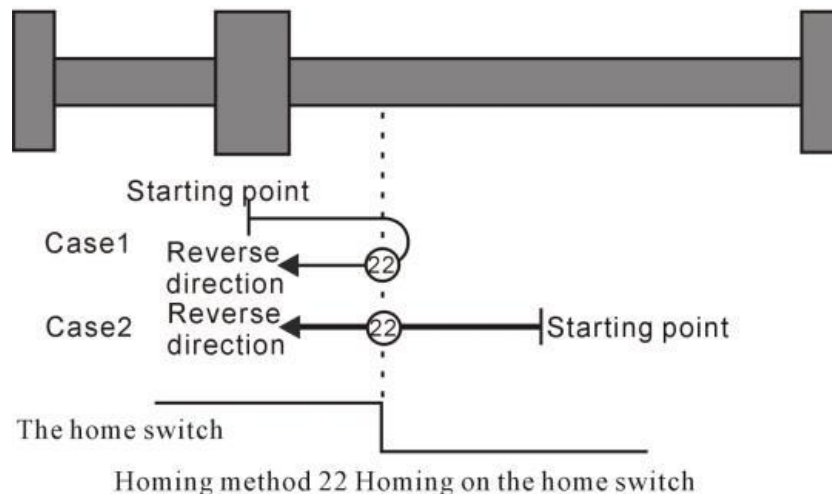 Starting point
Case1
Reverse
direction
22
Case2
Reverse
direction
22
Starting point
The home switch
Homing method 22 Homing on the home switch